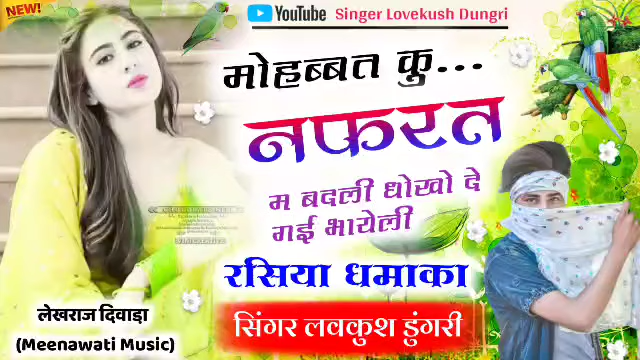 NEW!
YouTube Singer Lovekush Dungri
मोहब्बत कु...
नफरत
म बदली धोखो दे
गई भायेली
रसिया धमाका
सिंगर लवकुश डुंगरी
लेखराज दिवाड़ा
(Meenawati Music)